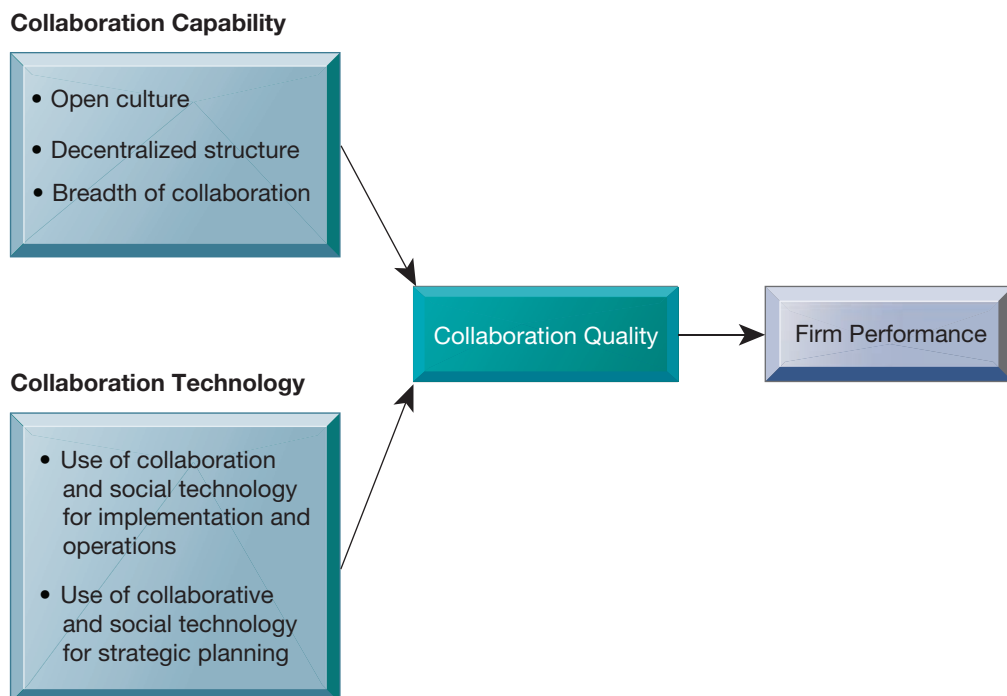 Collaboration Capability
• Open culture
• Decentralized structure
• Breadth of collaboration
Collaboration Quality
Firm Performance
Collaboration Technology
• Use of collaboration
and social technology
for implementation and
operations
• Use of collaborative
and social technology
for strategic planning